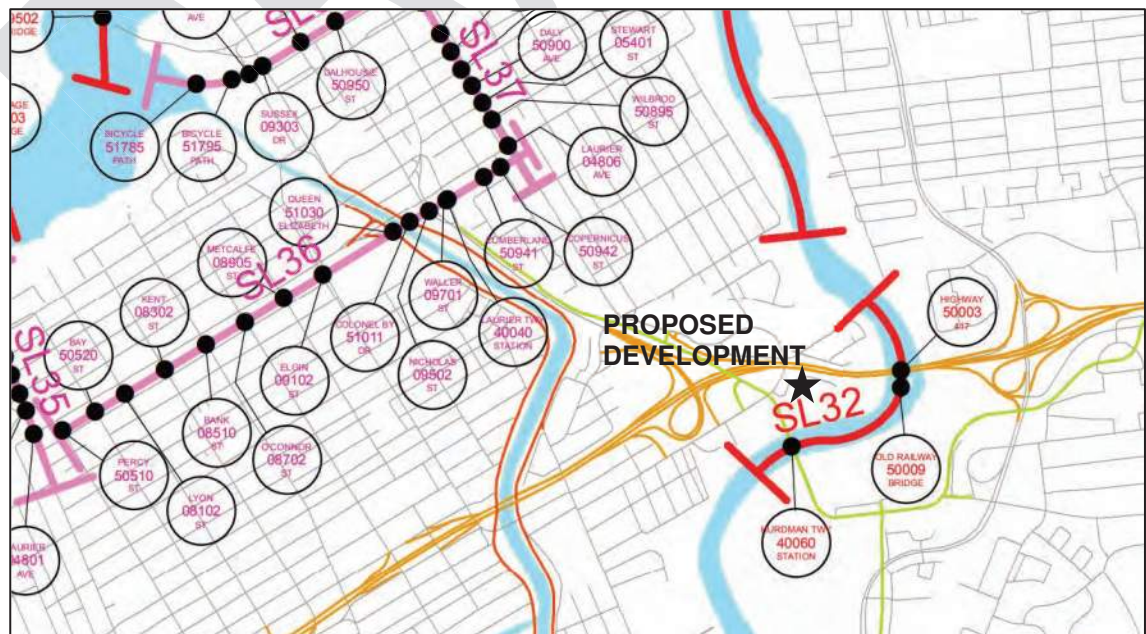 9502
AVE
SL37
DALY
50900
AVE
STEWART
05401
ST
DALHOUSIE
50950
ST
WILBROD
50895
ST
SUSSEX
09303
DR
BICYCLE
51785
PATH
BICYCLE
51795
PATH
LAURIER
04806
AVE
QUEEN
51030
ELIZABETH
CUMBERLAND
50941
ST
COPERNICUS
50942
ST
METCALFE
08905
ST
SL36
WALLER
09701
ST
LAURIER TWY
40040
STATION
KENT
08302
ST
COLONEL BY
51011
DR
NICHOLAS
09502
ST
HIGHWAY
50003
417
PROPOSED
DEVELOPMENT
SL35
BAY
50520
ST
ELGIN
09102
ST
SL32
BANK
08510
ST
O'CONNOR
08702
ST
OLD RAILWAY
50009
BRIDGE
PERCY
50510
ST
LYON
08102
ST
HURDMAN TWY
40060
STATION
AURIER
4801
AVE